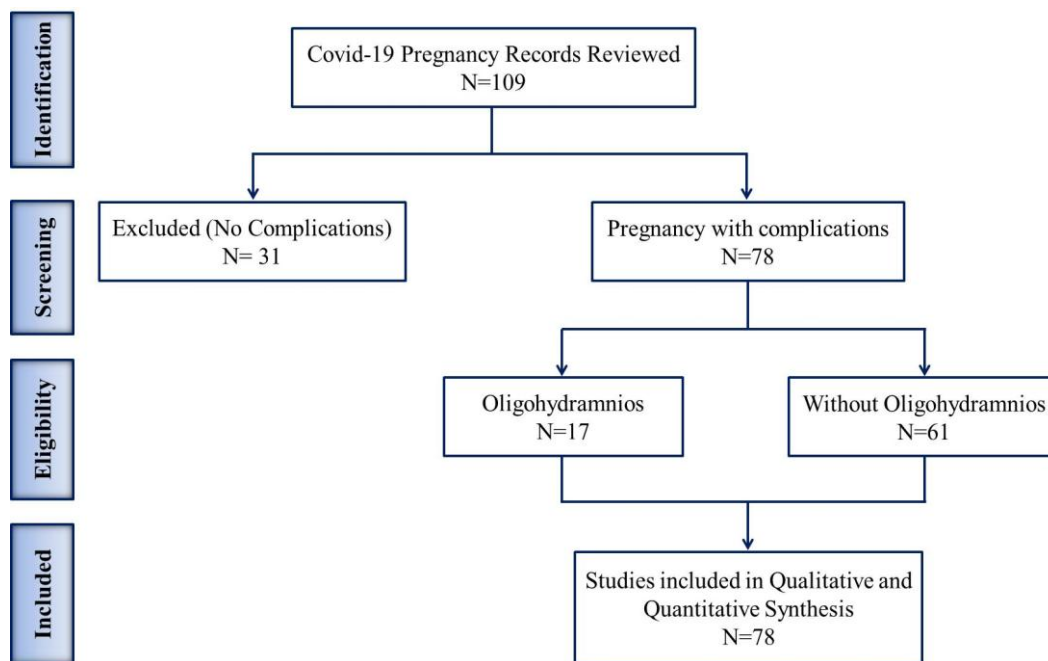 Identification
Covid-19 Pregnancy Records Reviewed
N=109
Screening
Excluded (No Complications)
N= 31
Pregnancy with complications
N=78
Eligibility
Oligohydramnios
N=17
Without Oligohydramnios
N=61
Included
Studies included in Qualitative and
Quantitative Synthesis
N=78